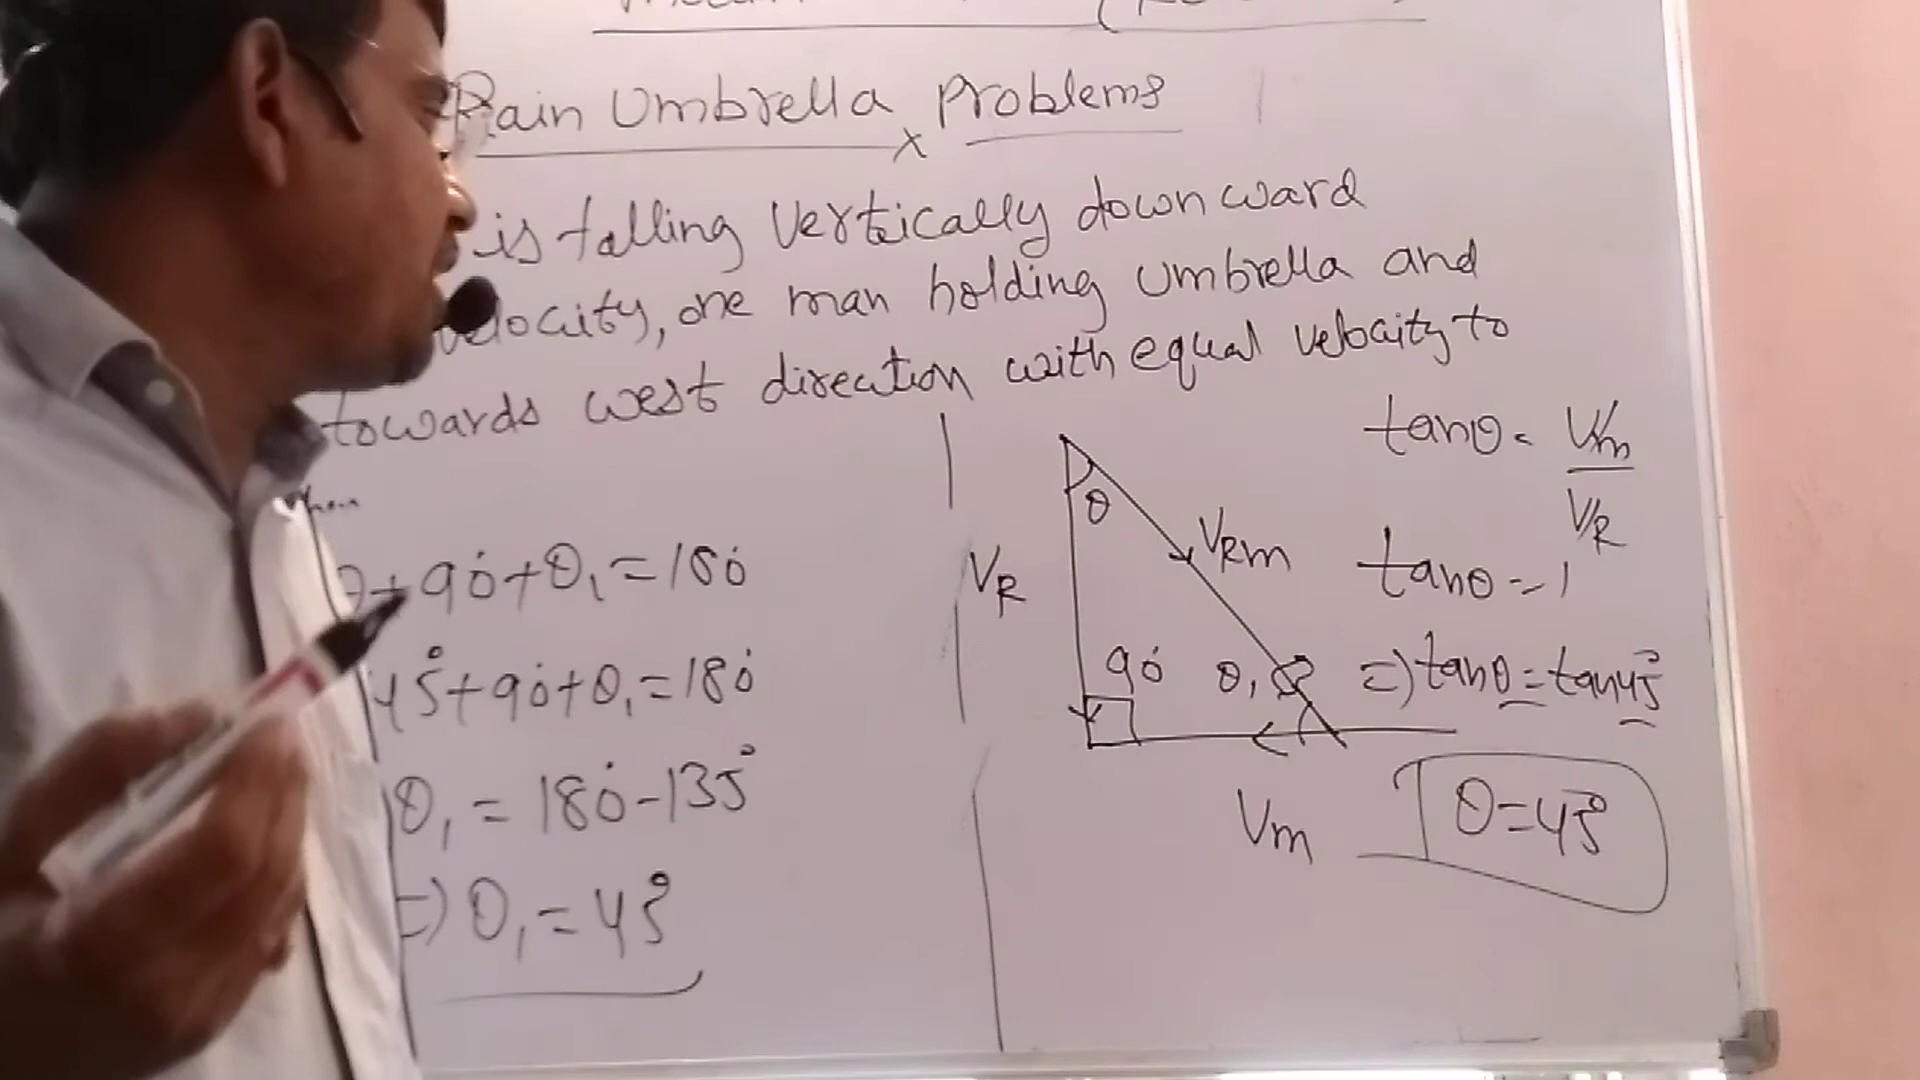 Rain Umbrella Problems
is falling vertically downward
velocity, one man holding umbrella and
towards west direction with equal velocity to
θ + 90° + θ₁ = 180°
45° + 90° + θ₁ = 180°
θ₁ = 180° - 135°
=) θ₁ = 45°
θ
VR
VRm
90°
θ₁
Vm
tanθ = Vm/VR
tanθ = 1
=) tanθ = tan45°
θ = 45°